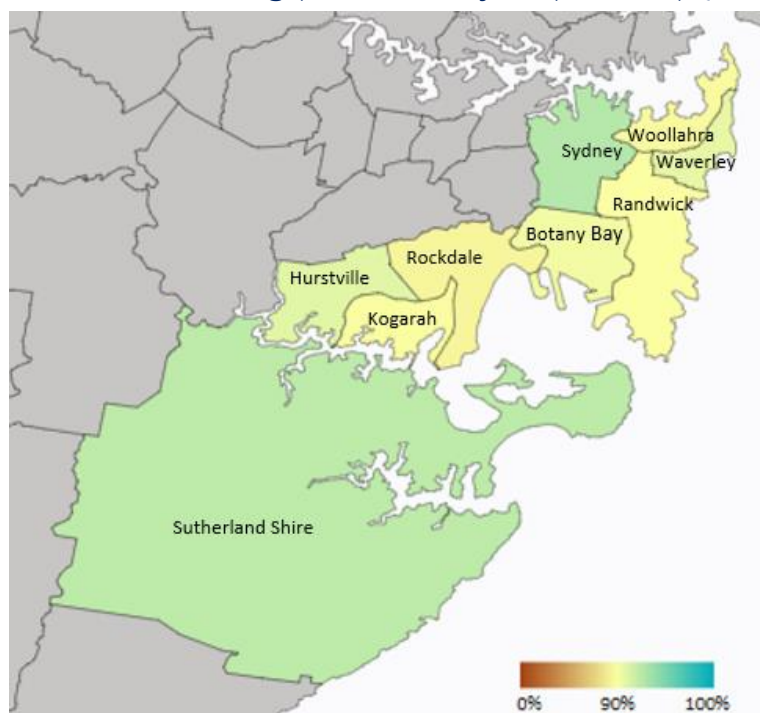 Woollahra
Sydney
Waverley
Randwick
Botany Bay
Rockdale
Hurstville
Kogarah
Sutherland Shire
0% 90% 100%